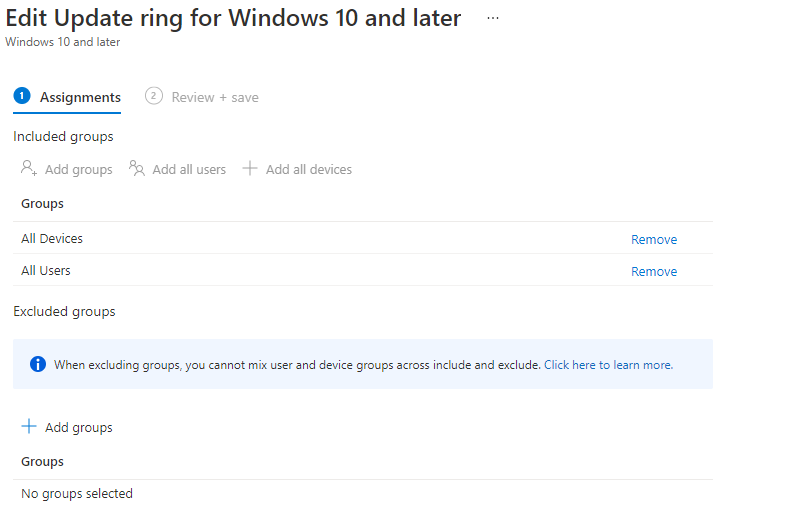 Edit Update ring for Windows 10 and later ...
Windows 10 and later
1 Assignments 2 Review + save
Included groups
Add groups Add all users Add all devices
Groups
All Devices Remove
All Users Remove
Excluded groups
When excluding groups, you cannot mix user and device groups across include and exclude. Click here to learn more.
Add groups
Groups
No groups selected